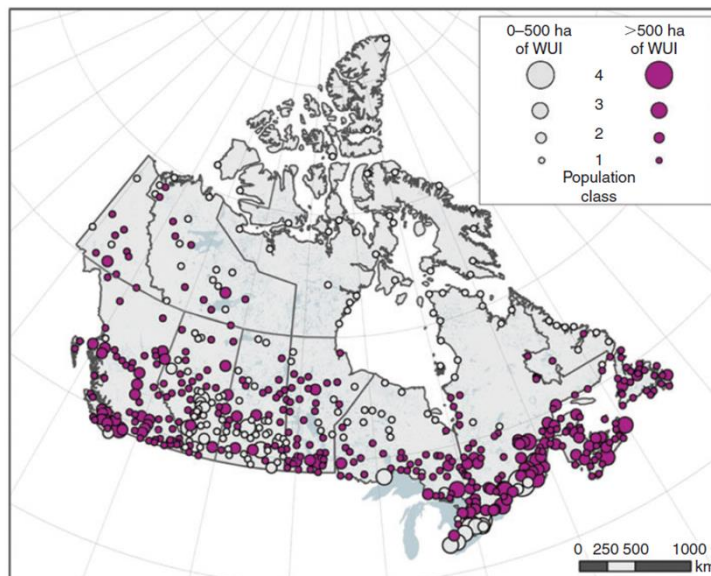 0–500 ha >500 ha
of WUI of WUI
4
3
2
1
Population
class
0 250 500 1000
km